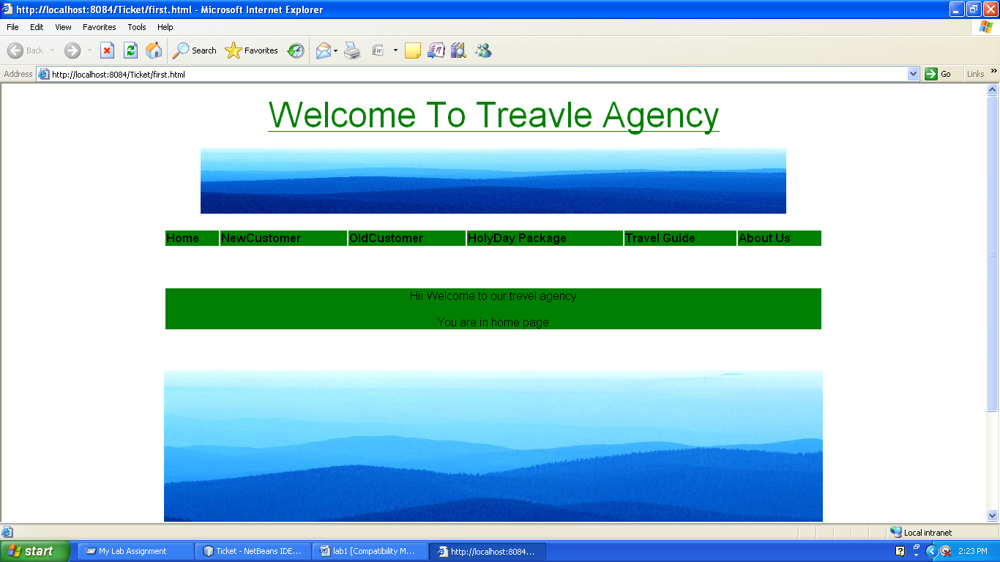 http://localhost:8084/Ticket/first.html - Microsoft Internet Explorer
File Edit View Favorites Tools Help
Back Search Favorites
Address http://localhost:8084/Ticket/first.html Go Links »
Welcome To Treavle Agency
Home NewCustomer OldCustomer HolyDay Package Travel Guide About Us
Hii Welcome to our trevel agency
You are in home page
Local intranet
start My Lab Assignment Ticket - NetBeans IDE... lab1 [Compatibility M... http://localhost:8084... 2:23 PM